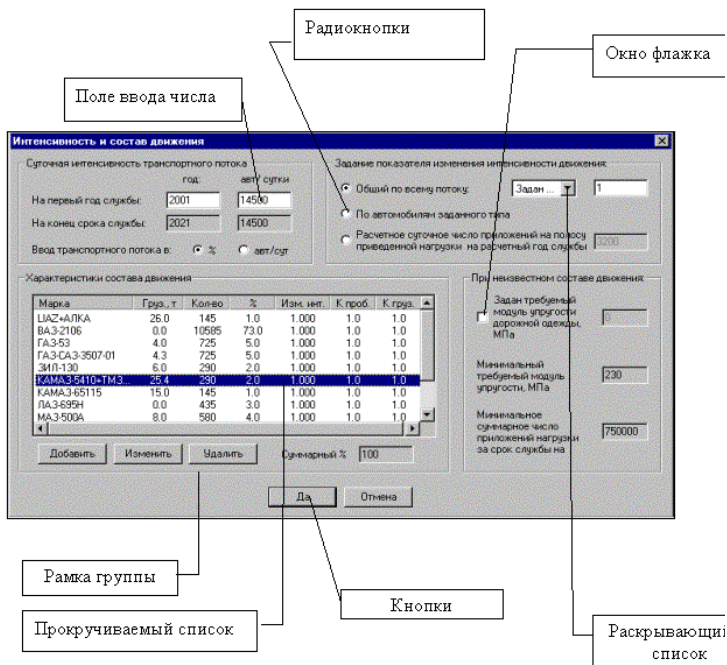 Радиокнопки
Окно флажка
Поле ввода числа
Интенсивность и состав движения
Суточная интенсивность транспортного потока
год: авт/ сутки
На первый год службы: 2001 14500
На конец срока службы: 2021 14500
Ввод транспортного потока в: % авт/сут
Задание показателя изменения интенсивности движения:
Общий по всему потоку: Задан ... 1
По автомобилям заданного типа
Расчетное суточное число приложений на полосу
приведенной нагрузки на расчетный год службы 3200
Характеристики состава движения
Марка Груз., т Кол-во % Изм. инт. К проб. К груз.
LIAZ+АЛКА 26.0 145 1.0 1.000 1.0 1.0
ВАЗ-2106 0.0 10585 73.0 1.000 1.0 1.0
ГАЗ-53 4.0 725 5.0 1.000 1.0 1.0
ГАЗ-САЗ-3507-01 4.3 725 5.0 1.000 1.0 1.0
ЗИЛ-130 6.0 290 2.0 1.000 1.0 1.0
КАМАЗ-5410+ТМЗ... 25.4 290 2.0 1.000 1.0 1.0
КАМАЗ-65115 15.0 145 1.0 1.000 1.0 1.0
ЛАЗ-695Н 0.0 435 3.0 1.000 1.0 1.0
МАЗ-500А 8.0 580 4.0 1.000 1.0 1.0
Добавить Изменить Удалить Суммарный % 100
При неизвестном составе движения:
Задан требуемый
модуль упругости
дорожной одежды,
МПа
Минимальный
требуемый модуль
упругости, МПа 230
Минимальное
суммарное число
приложений нагрузки
за срок службы на 750000
Да Отмена
Рамка группы
Кнопки
Прокручиваемый список
Раскрывающий
список